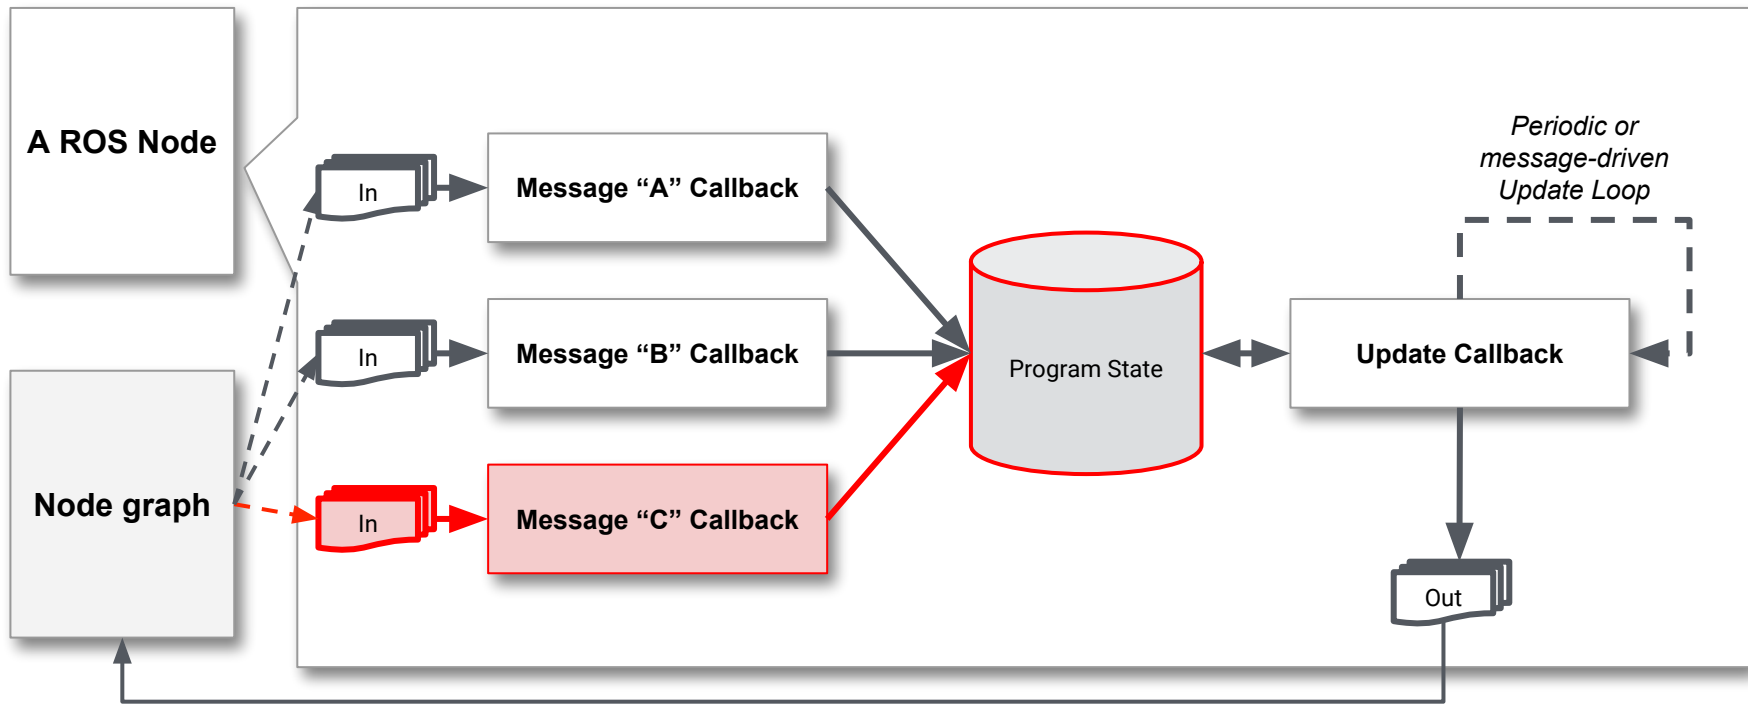 A ROS Node
Periodic or
message-driven
Update Loop
In
Message “A” Callback
In
Message “B” Callback
Program State
Update Callback
Node graph
In
Message “C” Callback
Out